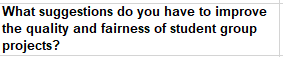 What suggestions do you have to improve
the quality and fairness of student group
projects?